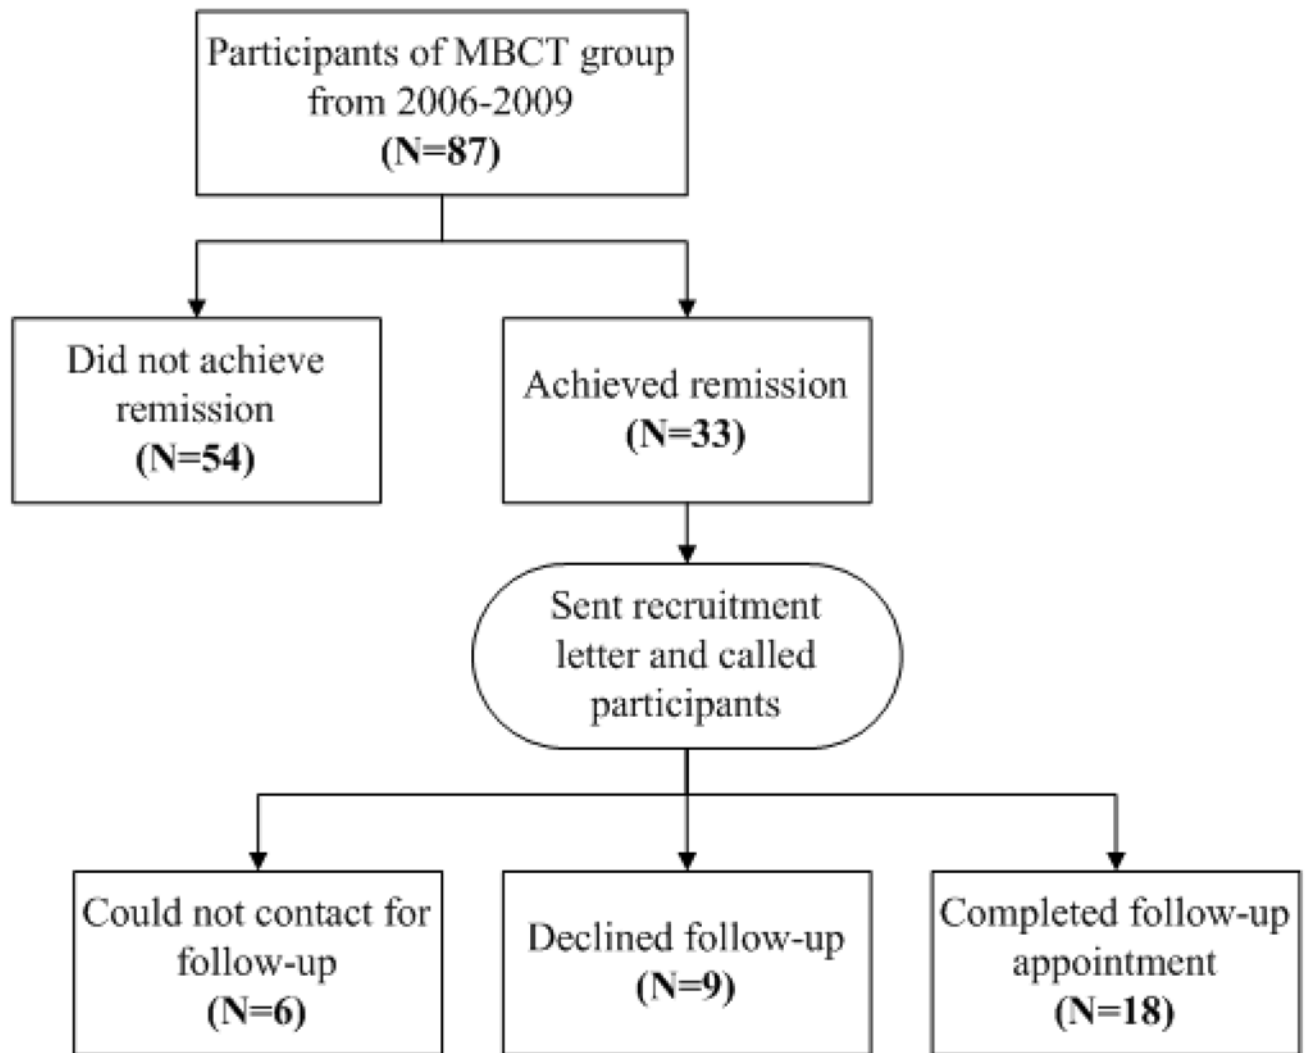 Participants of MBCT group
from 2006-2009
(N=87)
Did not achieve
remission
(N=54)
Achieved remission
(N=33)
Sent recruitment
letter and called
participants
Could not contact for
follow-up
(N=6)
Declined follow-up
(N=9)
Completed follow-up
appointment
(N=18)